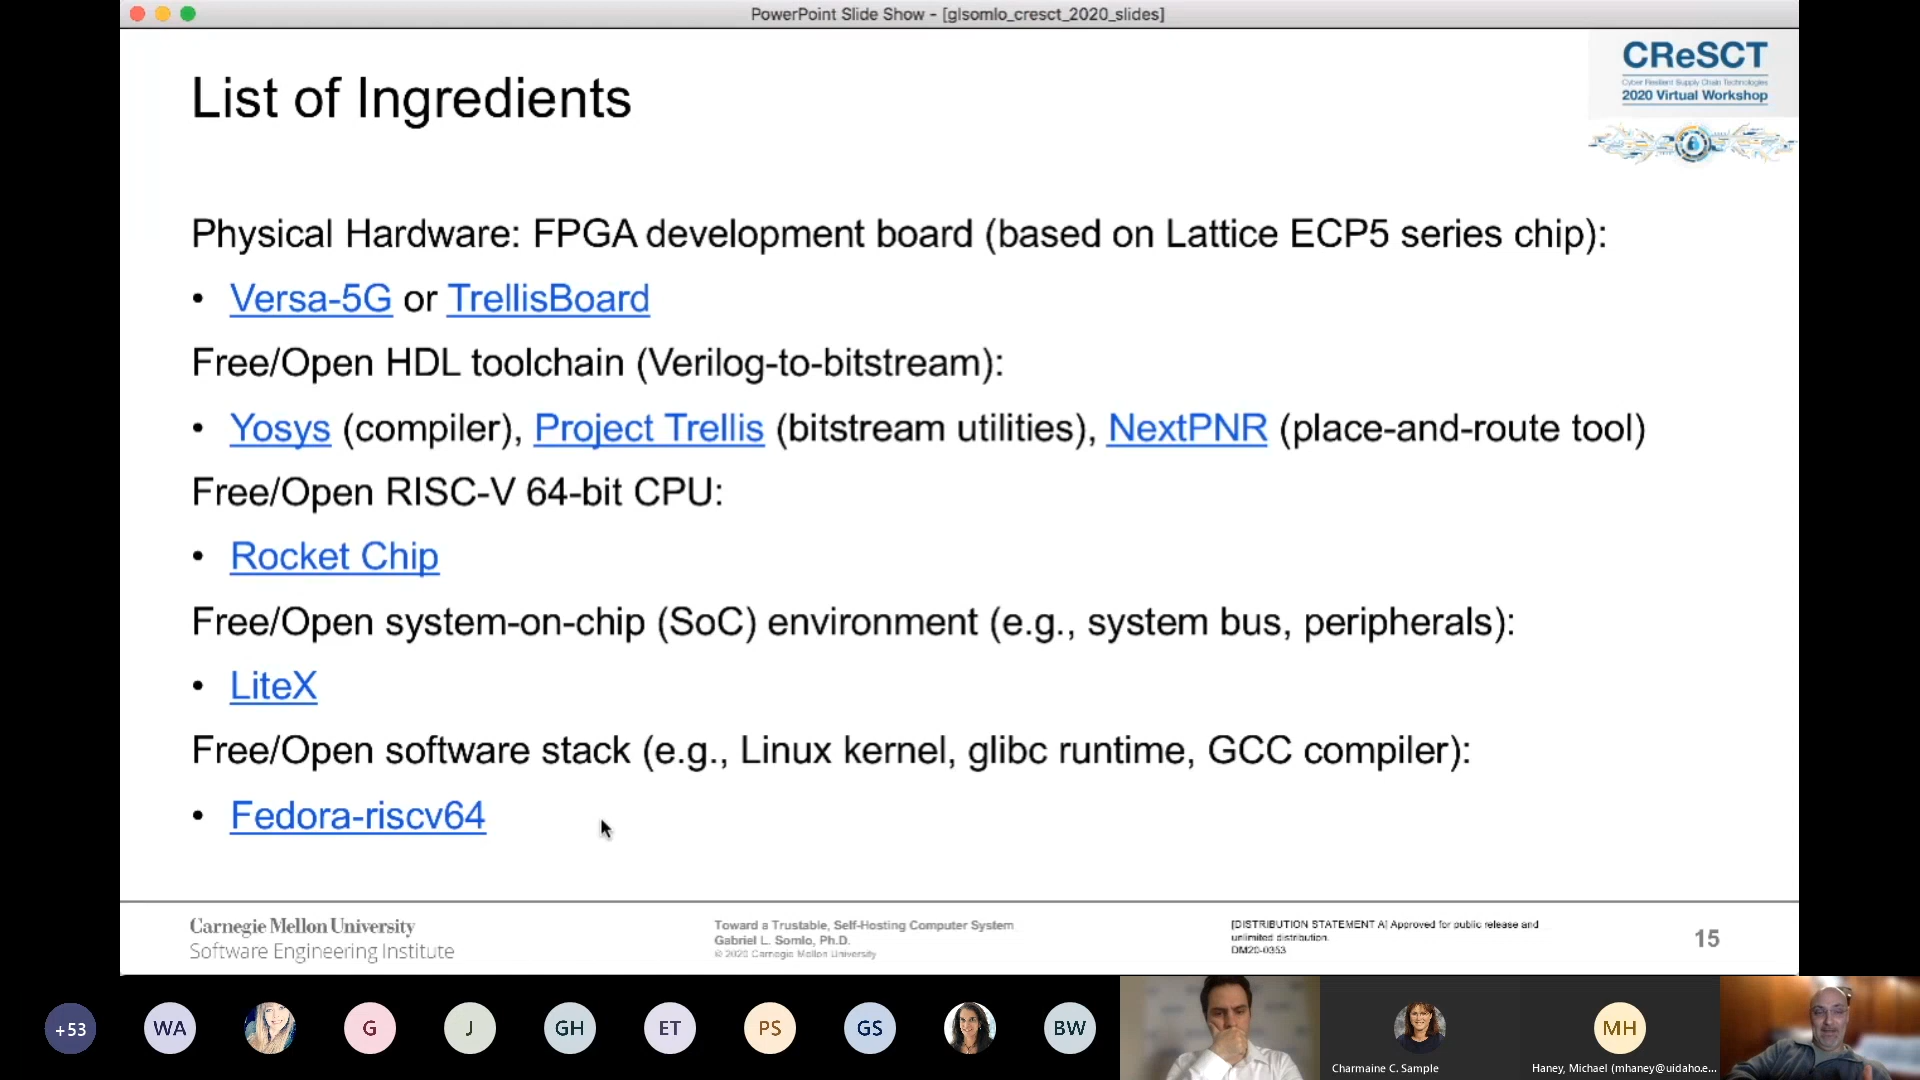 PowerPoint Slide Show - [glsomlo_cresct_2020_slides]
CReSCT
Cyber Resilient Supply Chain Technologies
2020 Virtual Workshop
List of Ingredients
Physical Hardware: FPGA development board (based on Lattice ECP5 series chip):
• Versa-5G or TrellisBoard
Free/Open HDL toolchain (Verilog-to-bitstream):
• Yosys (compiler), Project Trellis (bitstream utilities), NextPNR (place-and-route tool)
Free/Open RISC-V 64-bit CPU:
• Rocket Chip
Free/Open system-on-chip (SoC) environment (e.g., system bus, peripherals):
• LiteX
Free/Open software stack (e.g., Linux kernel, glibc runtime, GCC compiler):
• Fedora-riscv64
Carnegie Mellon University
Software Engineering Institute
Toward a Trustable, Self-Hosting Computer System
Gabriel L. Somlo, Ph.D.
© 2020 Carnegie Mellon University
[DISTRIBUTION STATEMENT A] Approved for public release and
unlimited distribution.
DM20-0353
15
+53
WA
G
J
GH
ET
PS
GS
BW
MH
Charmaine C. Sample
Haney, Michael (mhaney@uidaho.e...